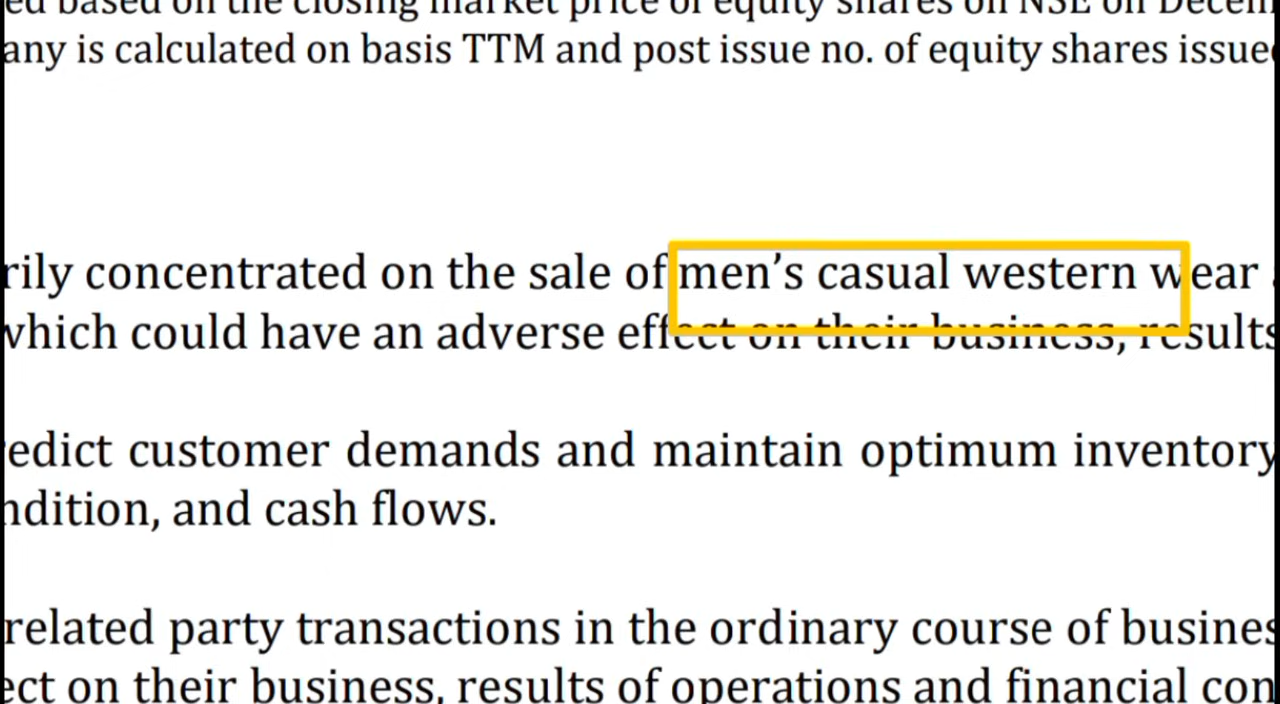 ed based on the closing market price of equity shares on NSE on Decem
any is calculated on basis TTM and post issue no. of equity shares issued
rily concentrated on the sale of men’s casual western wear
which could have an adverse effect on their business, results
redict customer demands and maintain optimum inventory
ndition, and cash flows.
related party transactions in the ordinary course of busines
ect on their business, results of operations and financial con